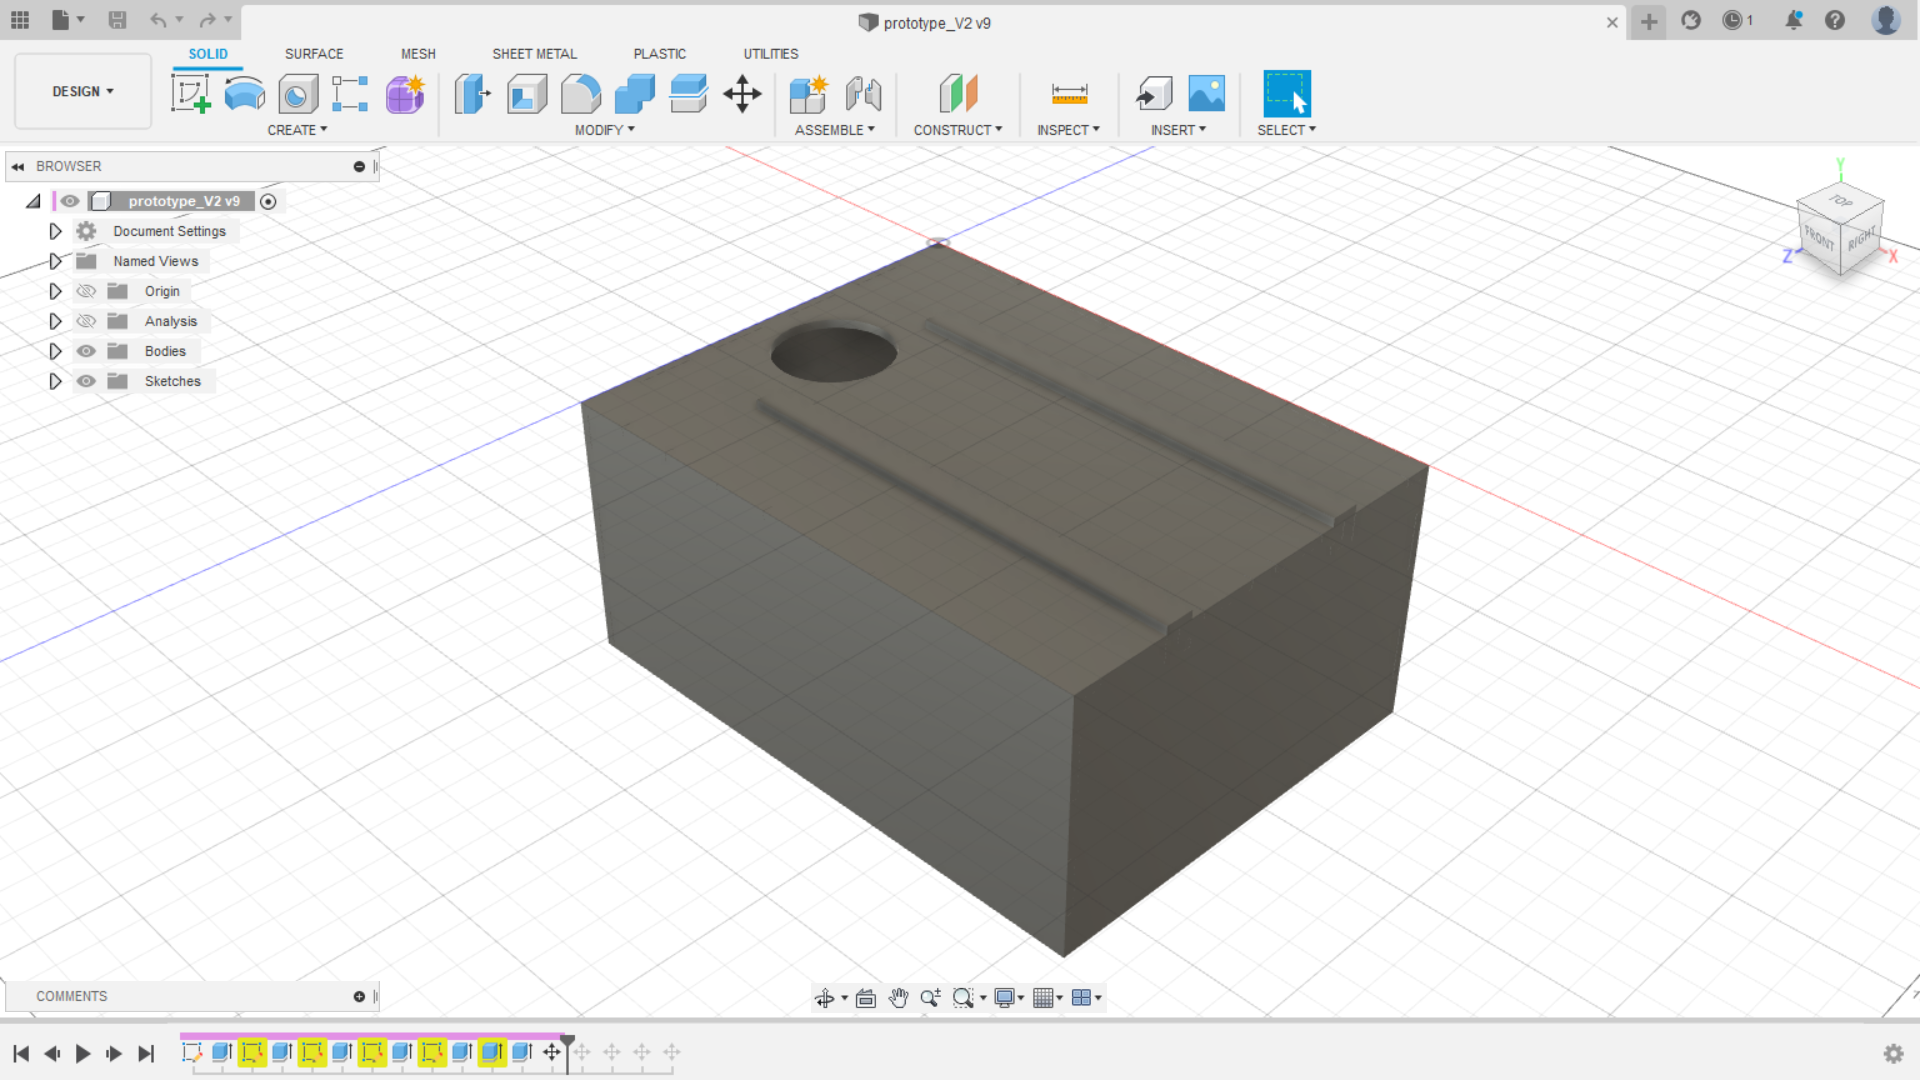 prototype_V2 v9
1
SOLID SURFACE MESH SHEET METAL PLASTIC UTILITIES
DESIGN
CREATE MODIFY ASSEMBLE CONSTRUCT INSPECT INSERT SELECT
BROWSER
prototype_V2 v9
Document Settings
Named Views
Origin
Analysis
Bodies
Sketches
Y
TOP
FRONT RIGHT
Z X
COMMENTS